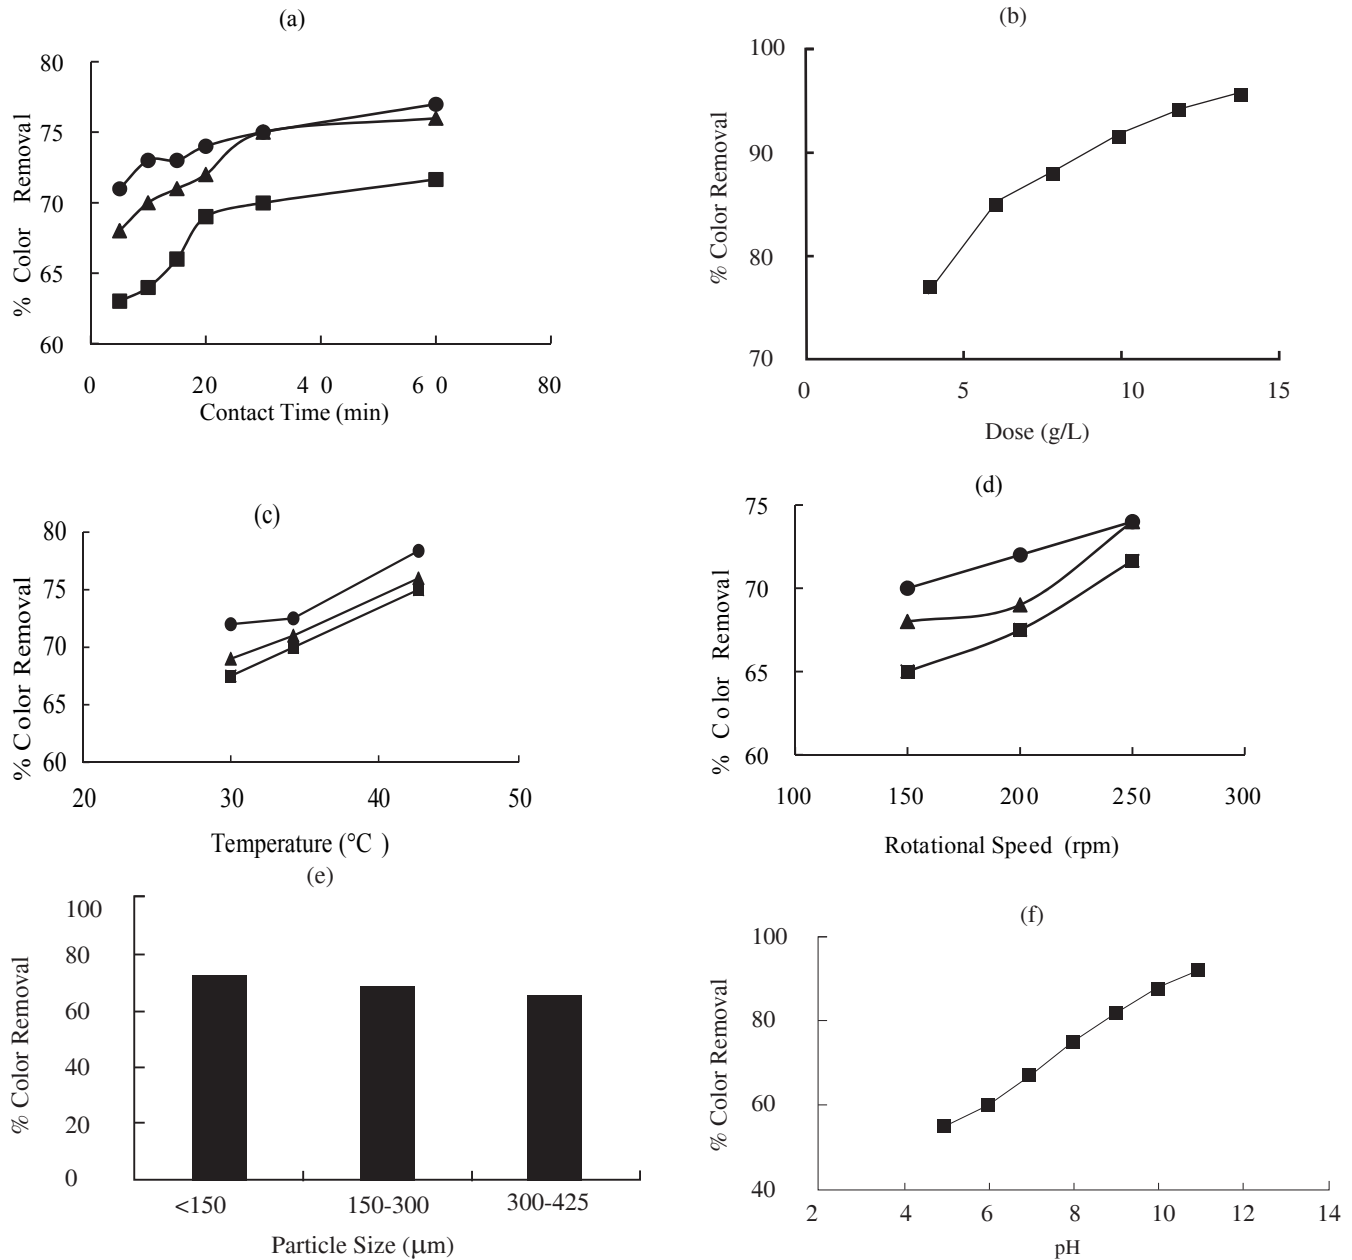 (a)
% Color Removal
80
75
70
65
60
0 20 4 0 6 0 80
Contact Time (min)
(b)
% Color Removal
100
90
80
70
0 5 10 15
Dose (g/L)
(c)
% Color Removal
80
75
70
65
60
20 30 40 50
Temperature (°C )
(d)
% Color Removal
75
70
65
60
100 150 200 250 300
Rotational Speed (rpm)
(e)
% Color Removal
100
80
60
40
20
0
<150 150-300 300-425
Particle Size (µm)
(f)
% Color Removal
100
80
60
40
2 4 6 8 10 12 14
pH